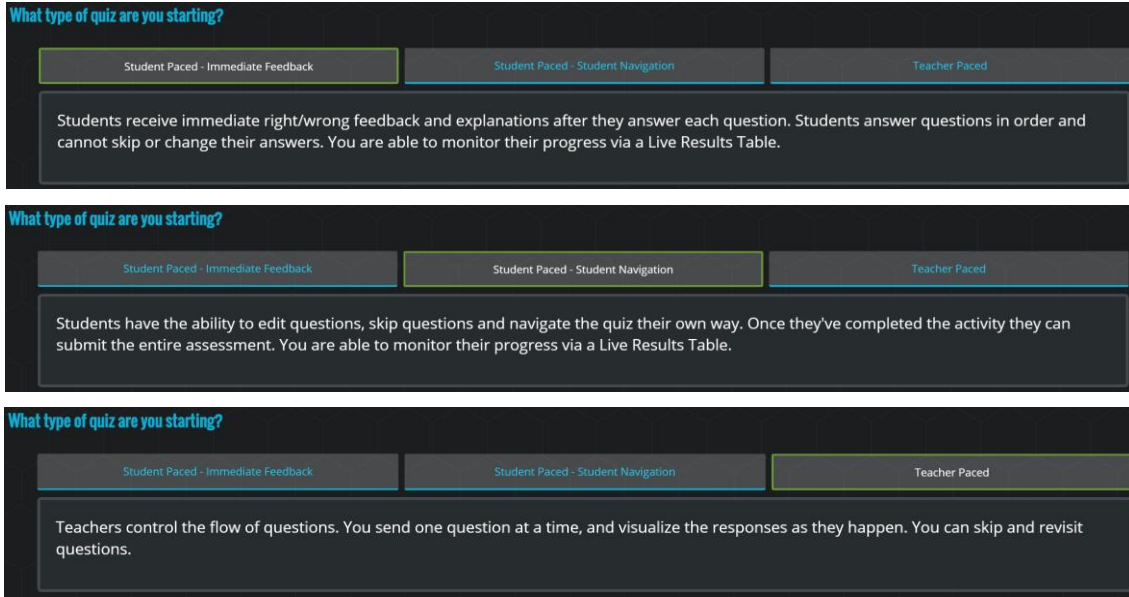 What type of quiz are you starting?
Student Paced - Immediate Feedback
Student Paced - Student Navigation
Teacher Paced
Students receive immediate right/wrong feedback and explanations after they answer each question. Students answer questions in order and
cannot skip or change their answers. You are able to monitor their progress via a Live Results Table.
What type of quiz are you starting?
Student Paced - Immediate Feedback
Student Paced - Student Navigation
Teacher Paced
Students have the ability to edit questions, skip questions and navigate the quiz their own way. Once they've completed the activity they can
submit the entire assessment. You are able to monitor their progress via a Live Results Table.
What type of quiz are you starting?
Student Paced - Immediate Feedback
Student Paced - Student Navigation
Teacher Paced
Teachers control the flow of questions. You send one question at a time, and visualize the responses as they happen. You can skip and revisit
questions.